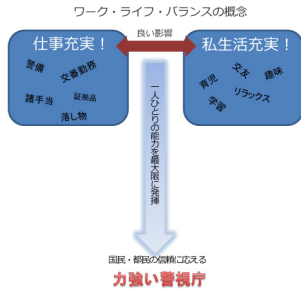 ワーク・ライフ・バランスの概念
仕事充実！
良い影響
私生活充実！
警備
交番勤務
諸手当
証拠品
落し物
育児
交友
趣味
学習
リラックス
一人ひとりの能力を最大限に発揮
国民・都民の信頼に応える
力強い警視庁